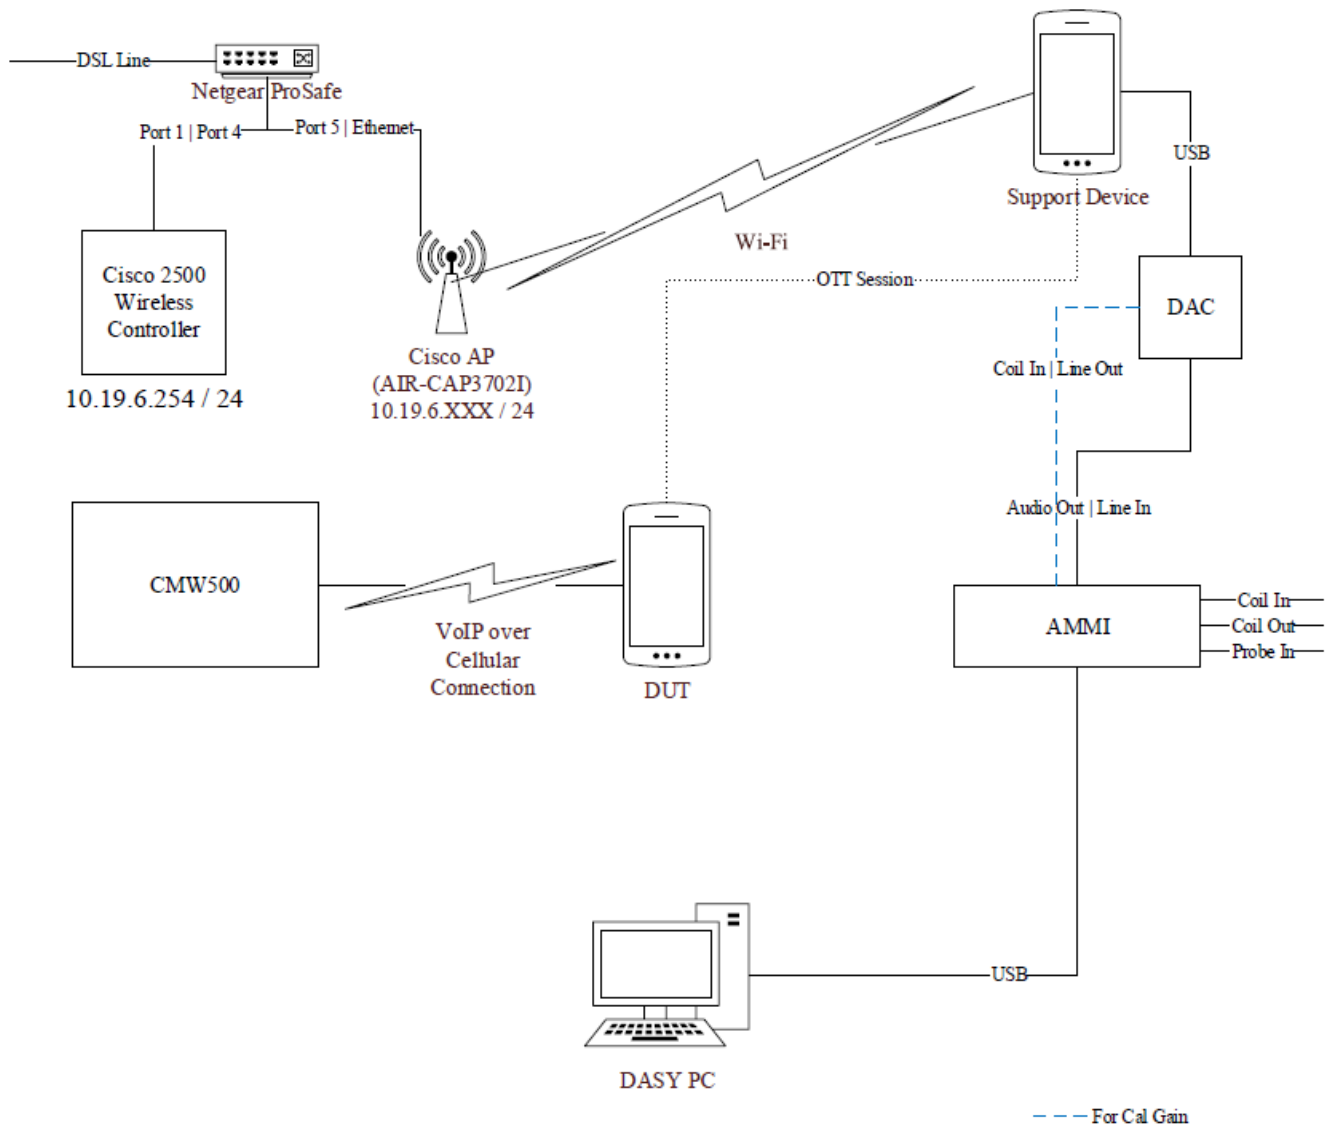 DSL Line
Netgear ProSafe
Port 1 | Port 4
Port 5 | Ethernet
USB
Support Device
Wi-Fi
Cisco 2500
Wireless
Controller
10.19.6.254 / 24
Cisco AP
(AIR-CAP3702I)
10.19.6.XXX / 24
OTT Session
DAC
Coil In | Line Out
Audio Out | Line In
CMW500
VoIP over
Cellular
Connection
DUT
AMMI
Coil In
Coil Out
Probe In
USB
DASY PC
For Cal Gain